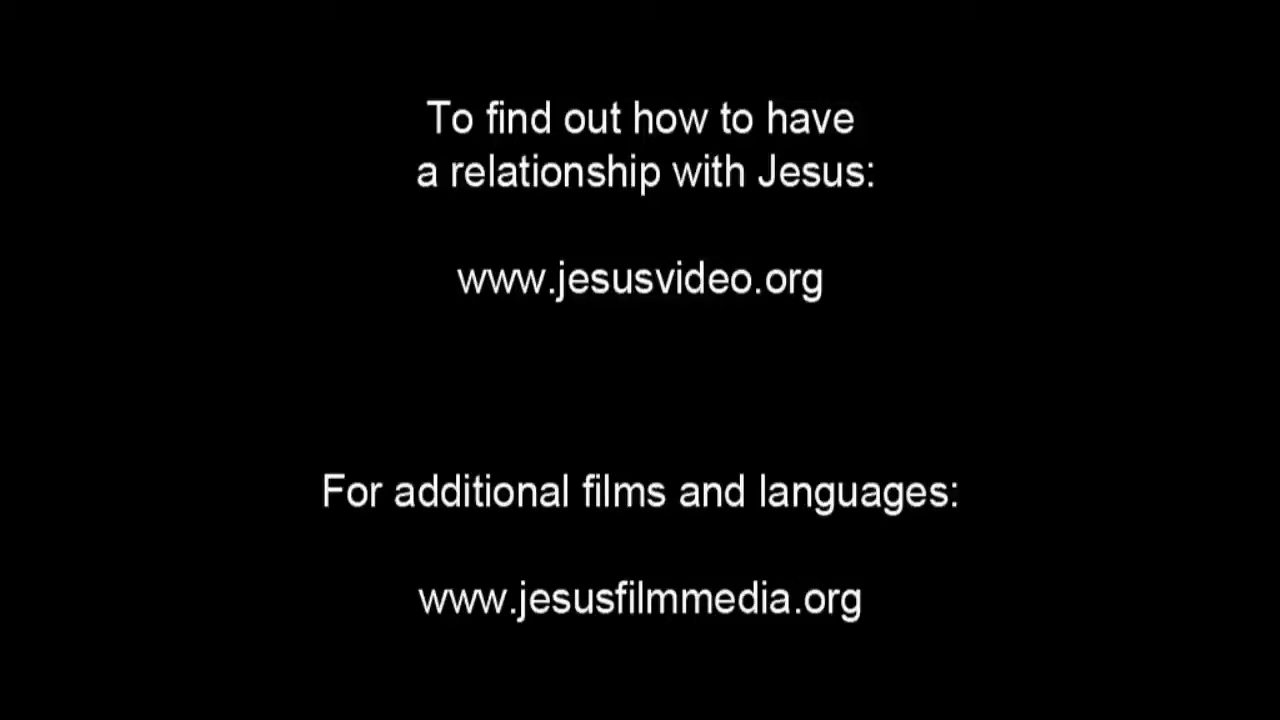 To find out how to have
a relationship with Jesus:
www.jesusvideo.org
For additional films and languages:
www.jesusfilmmedia.org